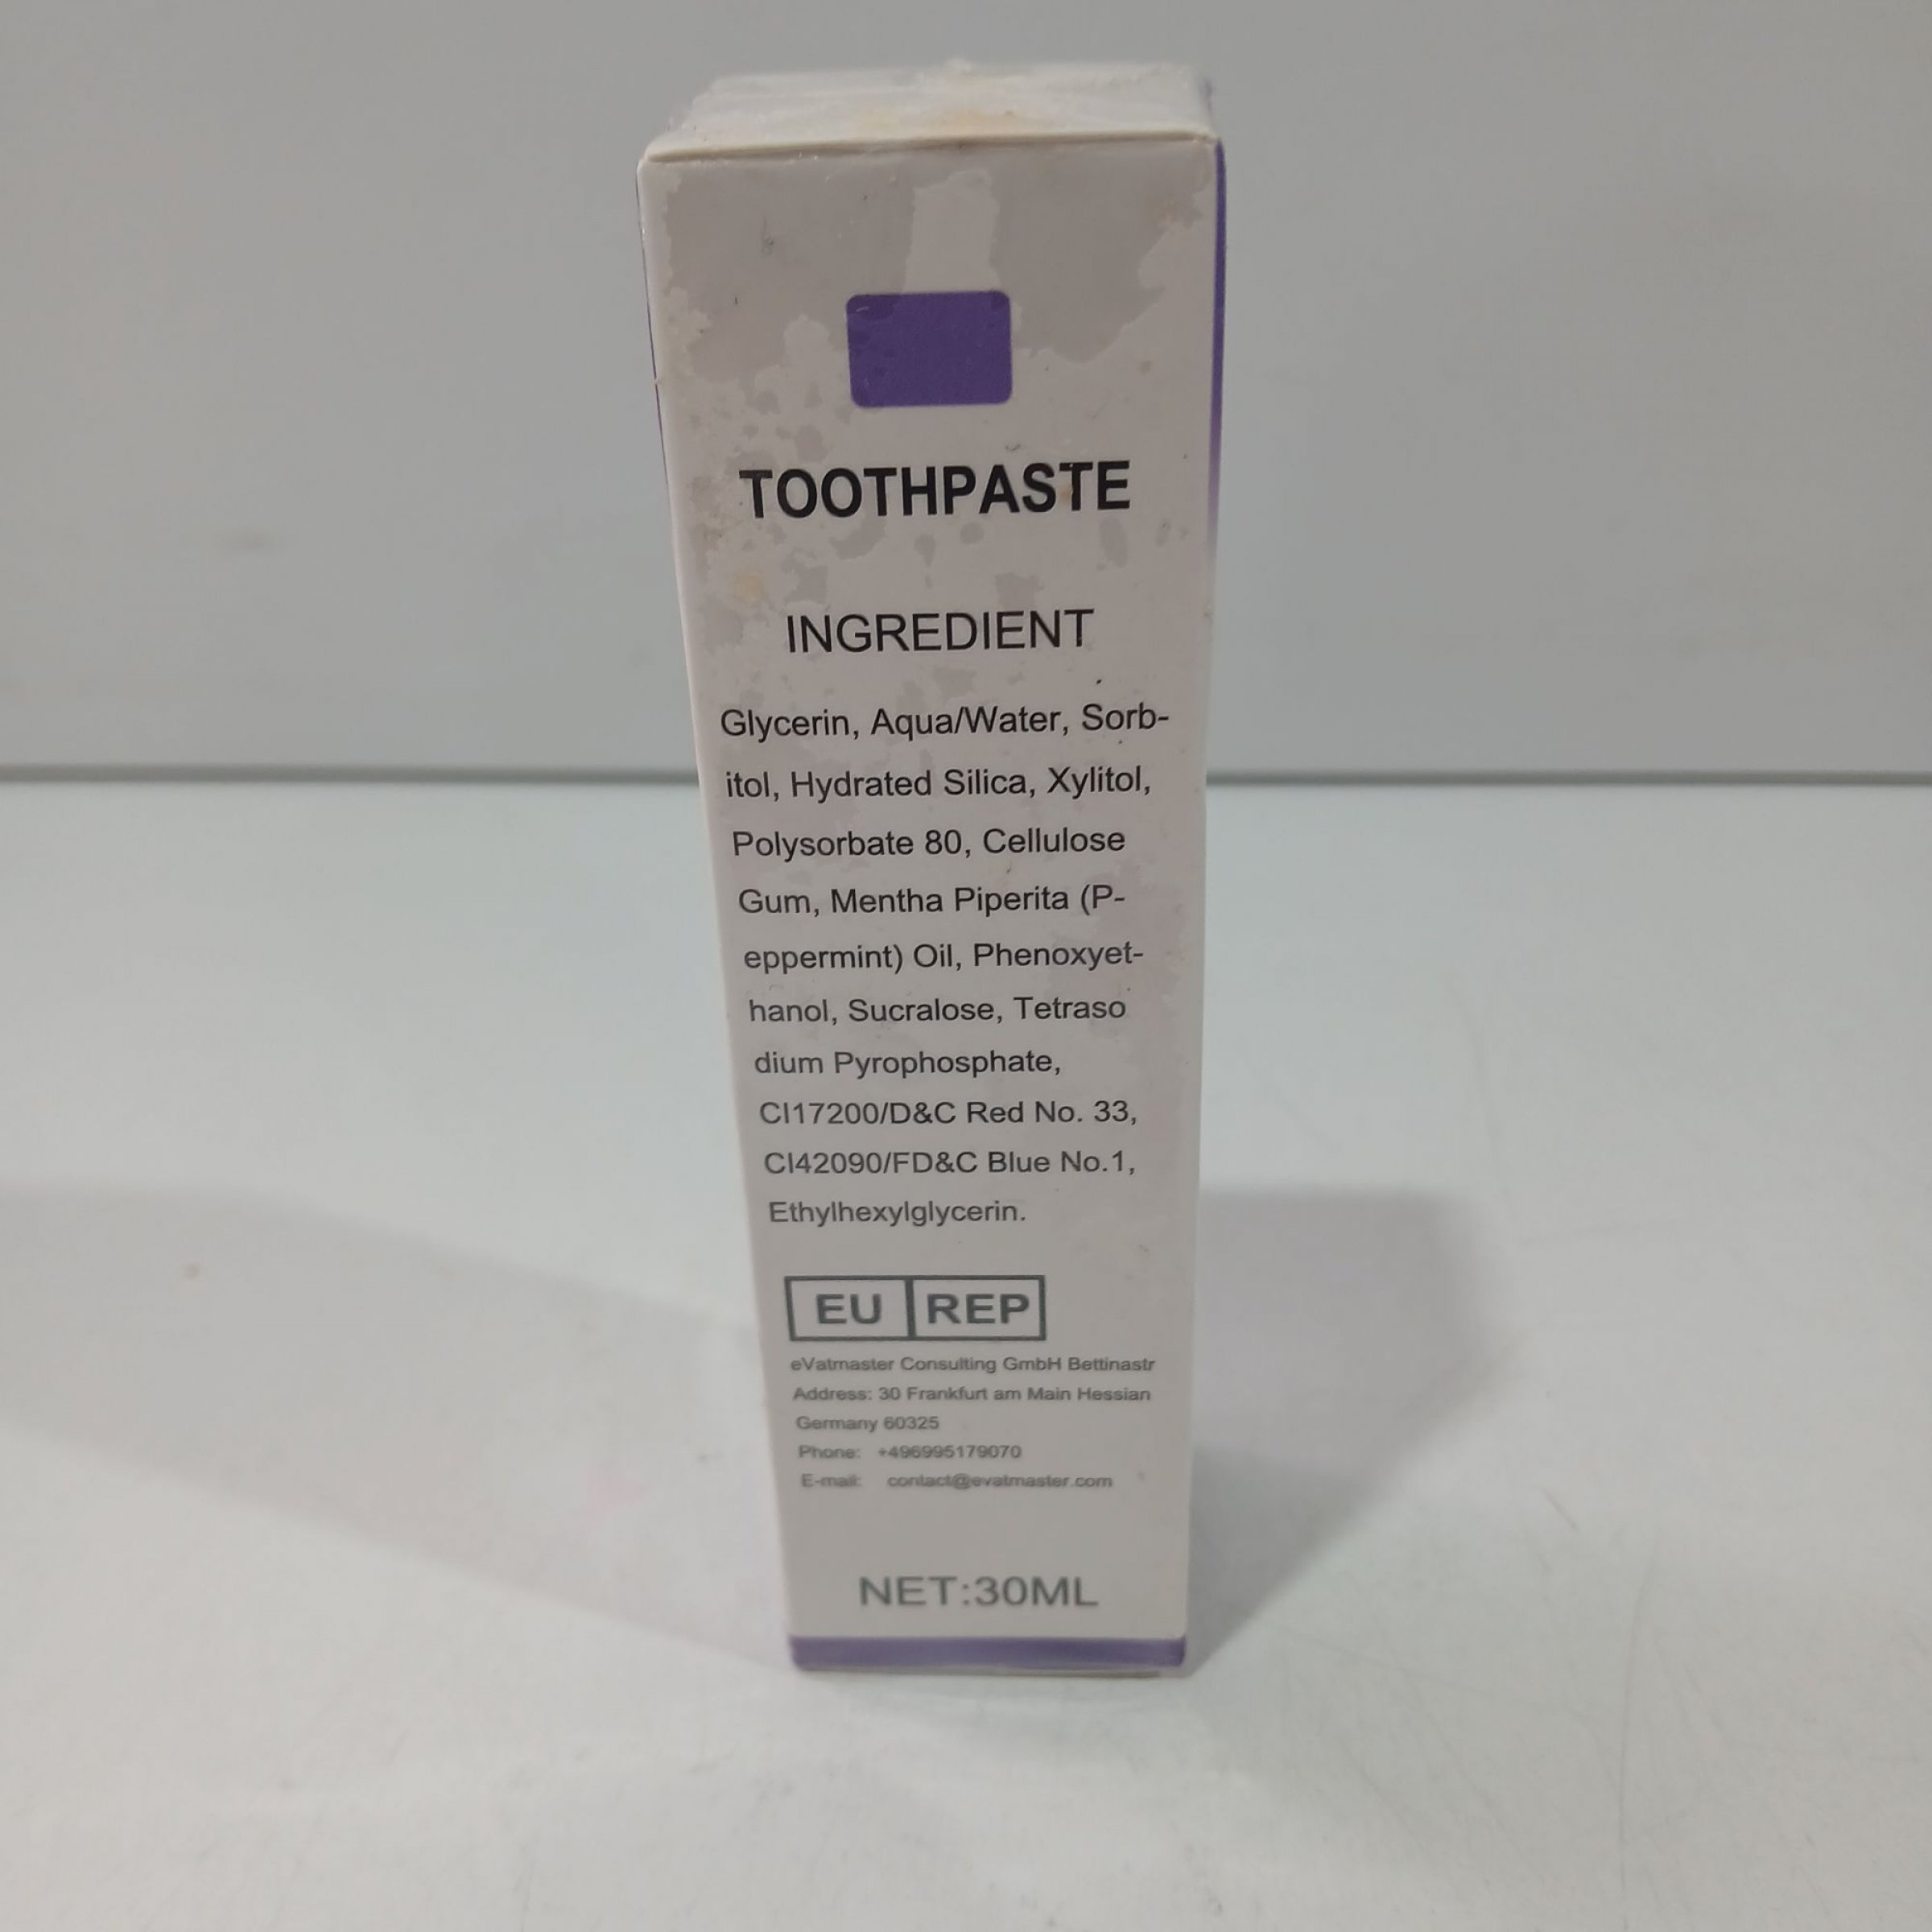 TOOTHPASTE
INGREDIENT
Glycerin, Aqua/Water, Sorb-
itol, Hydrated Silica, Xylitol,
Polysorbate 80, Cellulose
Gum, Mentha Piperita (P-
eppermint) Oil, Phenoxyet-
hanol, Sucralose, Tetraso
dium Pyrophosphate,
CI17200/D&C Red No. 33,
CI42090/FD&C Blue No.1,
Ethylhexylglycerin.
EU REP
eVatmaster Consulting GmbH Bettinastr
Address: 30 Frankfurt am Main Hessian
Germany 60325
Phone: +496995179070
E-mail: contact@evatmaster.com
NET:30ML